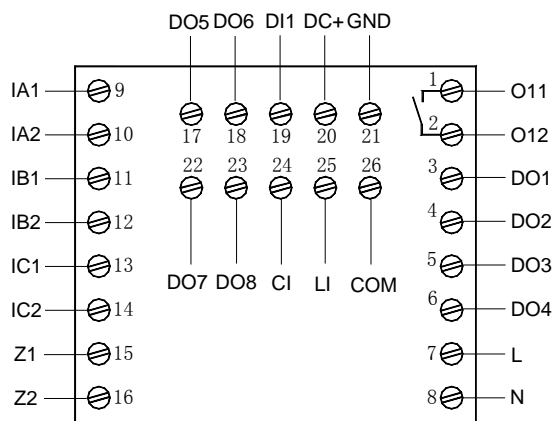 DO5 DO6 DI1 DC+ GND
IA1 9 1 O11
17 18 19 20 21
IA2 10 2 O12
22 23 24 25 26
IB1 11 3 DO1
IB2 12 4 DO2
IC1 13 5 DO3
DO7 DO8 CI LI COM
IC2 14 6 DO4
Z1 15 7 L
Z2 16 8 N